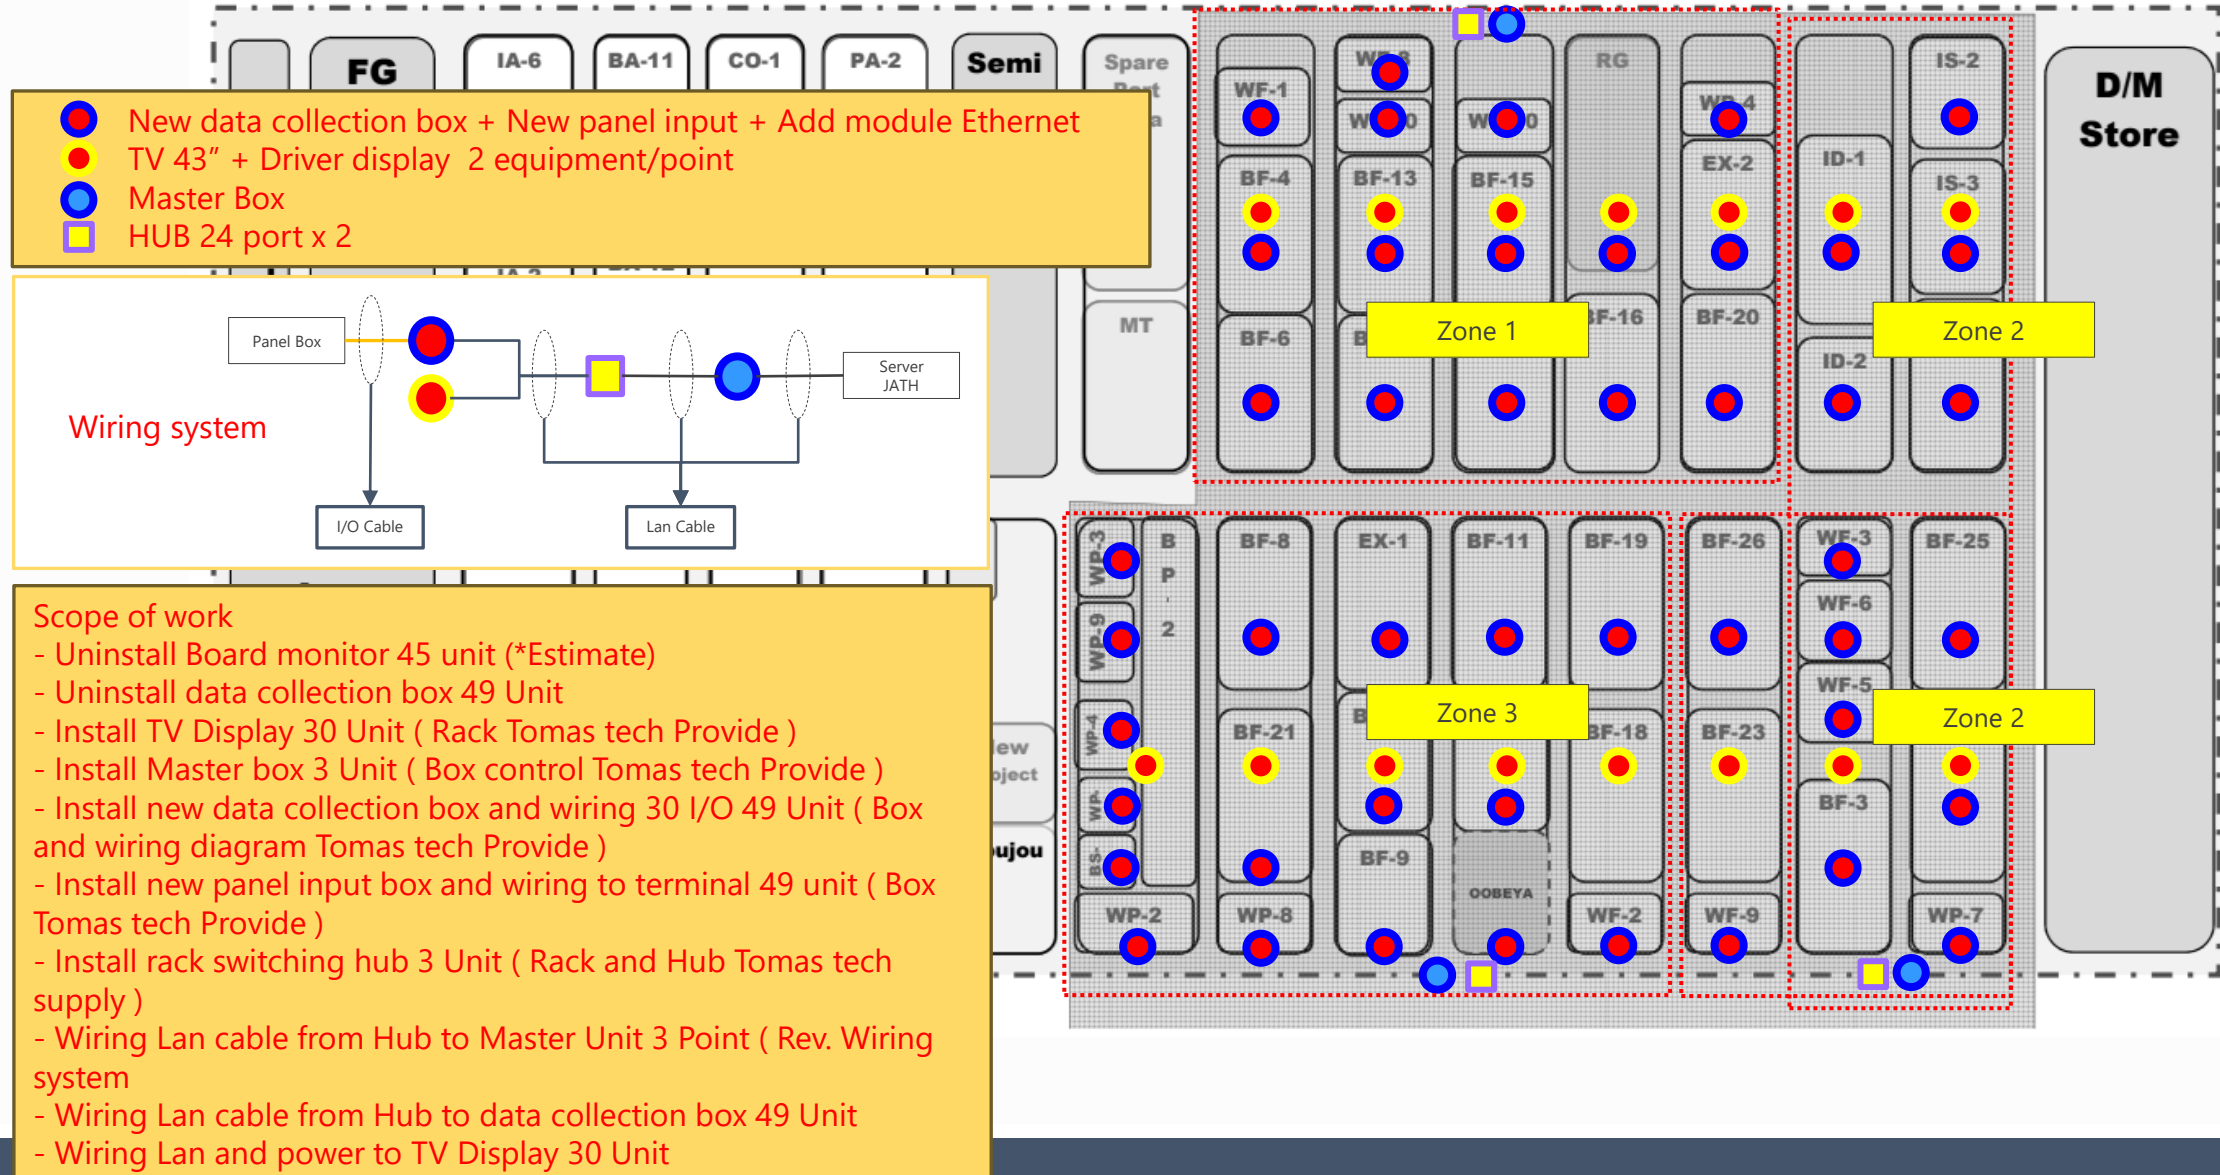 FG
IA-6
BA-11
CO-1
PA-2
Semi
Spare
RG
IS-2
D/M
Store
WF-1
EX-2
ID-1
BF-4
BF-13
BF-15
IS-3
New data collection box + New panel input + Add module Ethernet
TV 43” + Driver display 2 equipment/point
Master Box
HUB 24 port x 2
MT
BF-6
Zone 1
BF-16
BF-20
Zone 2
ID-2
Panel Box
Server
JATH
Wiring system
I/O Cable
Lan Cable
WP-3
B
P
-
2
BF-8
EX-1
BF-11
BF-19
BF-26
WF-3
BF-25
WP-9
WF-6
WF-5
WP-4
BF-21
Zone 3
BF-18
BF-23
Zone 2
WP-
BF-3
BS-
BF-9
OOBEYA
WP-2
WP-8
WF-2
WF-9
WP-7
Scope of work
- Uninstall Board monitor 45 unit (*Estimate)
- Uninstall data collection box 49 Unit
- Install TV Display 30 Unit ( Rack Tomas tech Provide )
- Install Master box 3 Unit ( Box control Tomas tech Provide )
- Install new data collection box and wiring 30 I/O 49 Unit ( Box
and wiring diagram Tomas tech Provide )
- Install new panel input box and wiring to terminal 49 unit ( Box
Tomas tech Provide )
- Install rack switching hub 3 Unit ( Rack and Hub Tomas tech
supply )
- Wiring Lan cable from Hub to Master Unit 3 Point ( Rev. Wiring
system
- Wiring Lan cable from Hub to data collection box 49 Unit
- Wiring Lan and power to TV Display 30 Unit